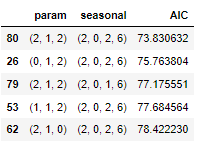 param seasonal AIC
80 (2, 1, 2) (2, 0, 2, 6) 73.830632
26 (0, 1, 2) (2, 0, 2, 6) 75.763804
79 (2, 1, 2) (2, 0, 1, 6) 77.175551
53 (1, 1, 2) (2, 0, 2, 6) 77.684564
62 (2, 1, 0) (2, 0, 2, 6) 78.422230